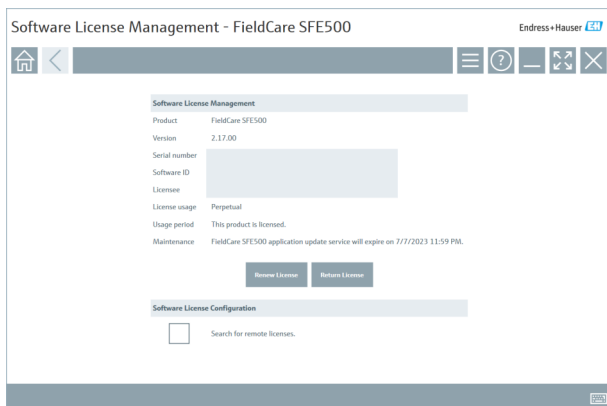 Software License Management - FieldCare SFE500
Endress+Hauser EH
Software License Management
Product FieldCare SFE500
Version 2.17.00
Serial number
Software ID
Licensee
License usage Perpetual
Usage period This product is licensed.
Maintenance FieldCare SFE500 application update service will expire on 7/7/2023 11:59 PM.
Renew License Return License
Software License Configuration
Search for remote licenses.